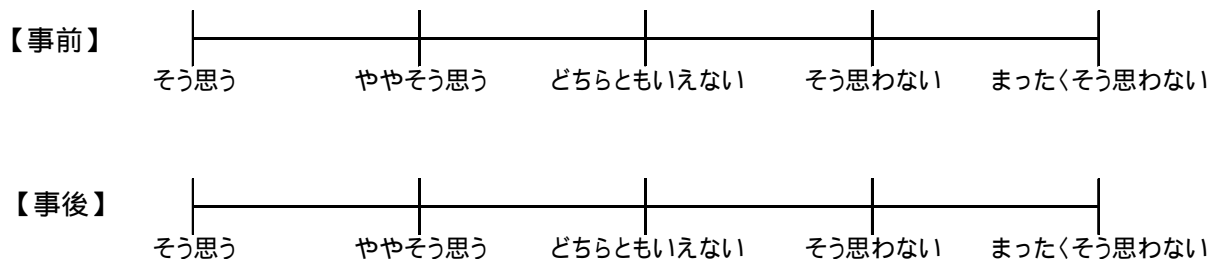 【事前】
そう思う ややそう思う どちらともいえない そう思わない まったくそう思わない
【事後】
そう思う ややそう思う どちらともいえない そう思わない まったくそう思わない